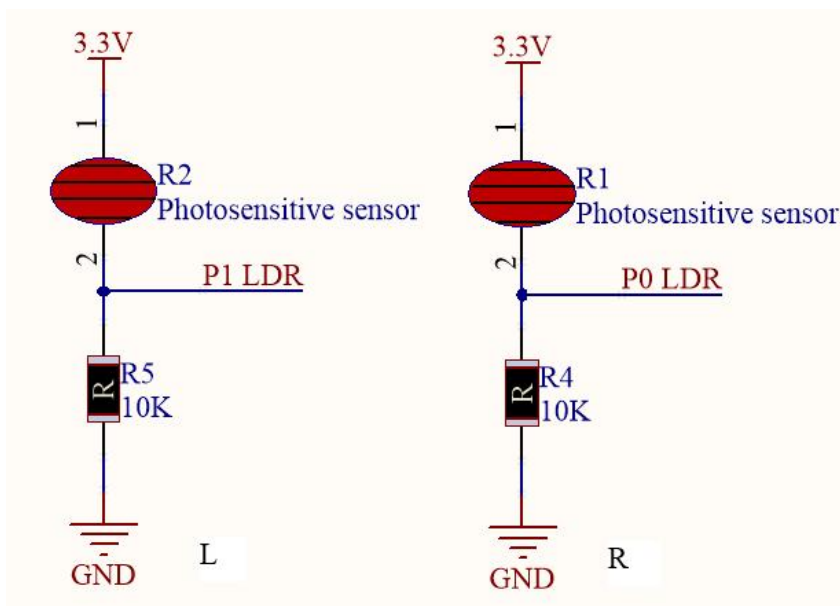 3.3V
1
R2
Photosensitive sensor
2
P1 LDR
R
R5
10K
GND
L
3.3V
1
R1
Photosensitive sensor
2
P0 LDR
R
R4
10K
GND
R